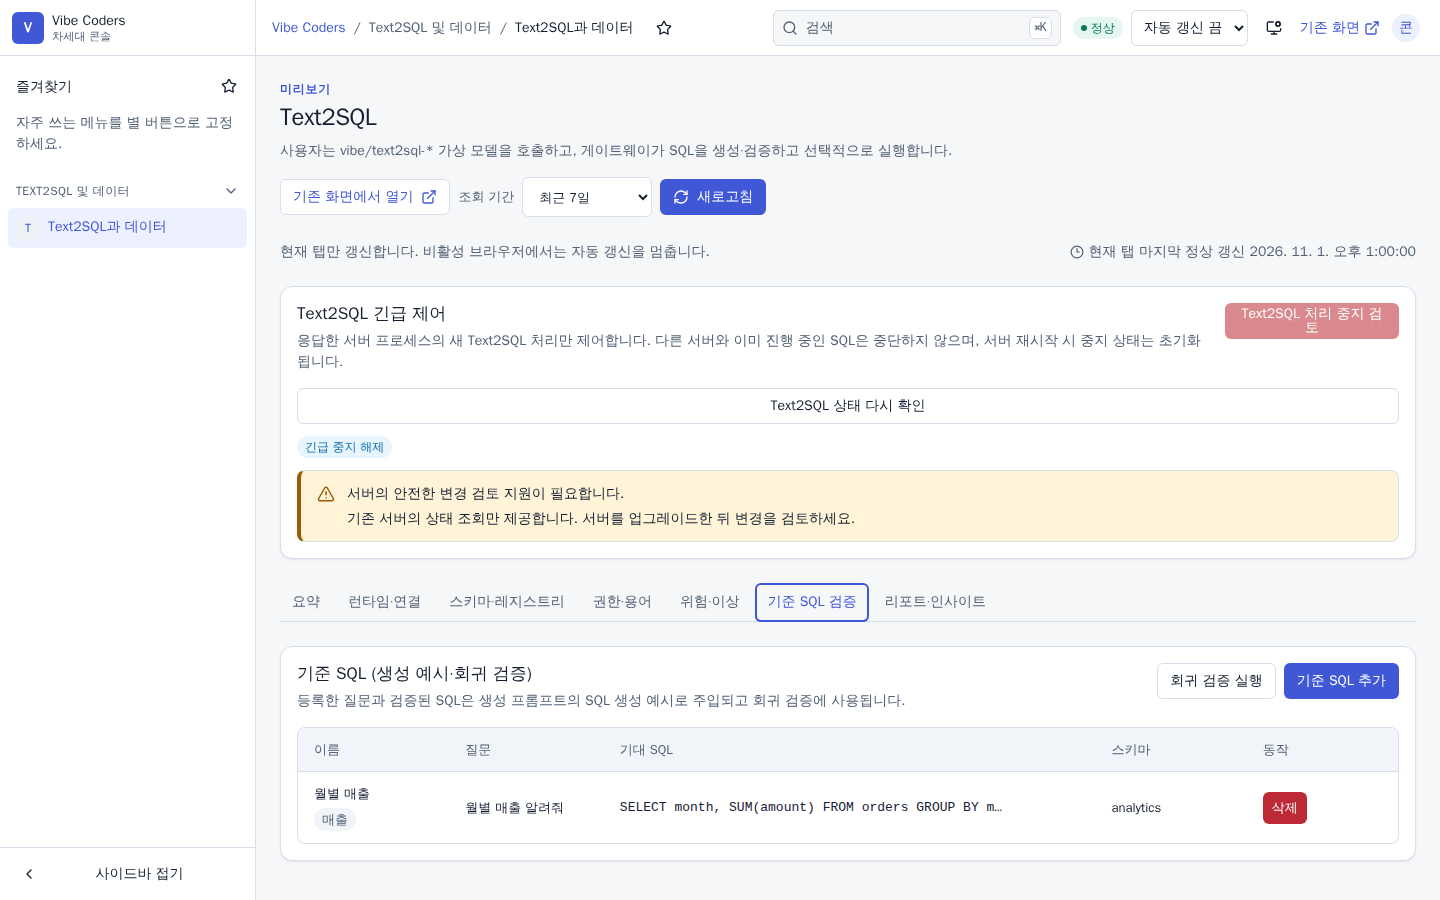 V
Vibe Coders
차세대 콘솔
Vibe Coders / Text2SQL 및 데이터 / Text2SQL과 데이터
검색
⌘K
정상
자동 갱신 끔
기존 화면
콘
즐겨찾기
자주 쓰는 메뉴를 별 버튼으로 고정
하세요.
TEXT2SQL 및 데이터
T
Text2SQL과 데이터
사이드바 접기
미리보기
Text2SQL
사용자는 vibe/text2sql-* 가상 모델을 호출하고, 게이트웨이가 SQL을 생성·검증하고 선택적으로 실행합니다.
기존 화면에서 열기
조회 기간
최근 7일
새로고침
현재 탭만 갱신합니다. 비활성 브라우저에서는 자동 갱신을 멈춥니다.
현재 탭 마지막 정상 갱신 2026. 11. 1. 오후 1:00:00
Text2SQL 긴급 제어
응답한 서버 프로세스의 새 Text2SQL 처리만 제어합니다. 다른 서버와 이미 진행 중인 SQL은 중단하지 않으며, 서버 재시작 시 중지 상태는 초기화
됩니다.
Text2SQL 처리 중지 검
토
Text2SQL 상태 다시 확인
긴급 중지 해제
서버의 안전한 변경 검토 지원이 필요합니다.
기존 서버의 상태 조회만 제공합니다. 서버를 업그레이드한 뒤 변경을 검토하세요.
요약
런타임·연결
스키마·레지스트리
권한·용어
위험·이상
기준 SQL 검증
리포트·인사이트
기준 SQL (생성 예시·회귀 검증)
등록한 질문과 검증된 SQL은 생성 프롬프트의 SQL 생성 예시로 주입되고 회귀 검증에 사용됩니다.
회귀 검증 실행
기준 SQL 추가
이름
질문
기대 SQL
스키마
동작
월별 매출
매출
월별 매출 알려줘
SELECT month, SUM(amount) FROM orders GROUP BY m…
analytics
삭제